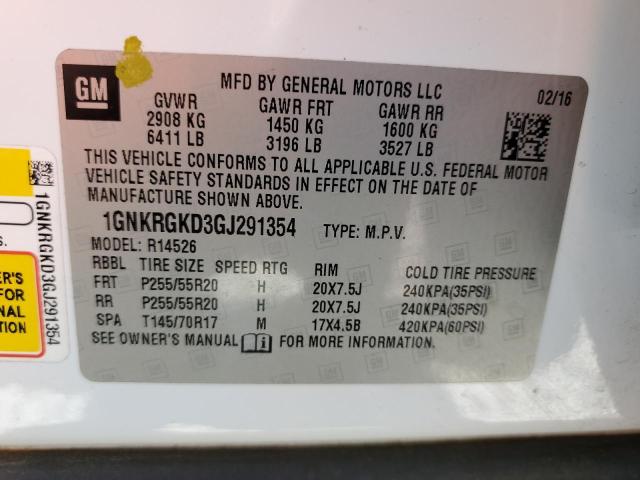 GM
MFD BY GENERAL MOTORS LLC
02/16
GVWR GAWR FRT GAWR RR
2908 KG 1450 KG 1600 KG
6411 LB 3196 LB 3527 LB
THIS VEHICLE CONFORMS TO ALL APPLICABLE U.S. FEDERAL MOTOR
VEHICLE SAFETY STANDARDS IN EFFECT ON THE DATE OF
MANUFACTURE SHOWN ABOVE.
1GNKRGKD3GJ291354 TYPE: M.P.V.
MODEL: R14526
RBBL TIRE SIZE SPEED RTG RIM COLD TIRE PRESSURE
FRT P255/55R20 H 20X7.5J 240KPA(35PSI)
RR P255/55R20 H 20X7.5J 240KPA(35PSI)
SPA T145/70R17 M 17X4.5B 420KPA(60PSI)
SEE OWNER'S MANUAL i FOR MORE INFORMATION.
1GNKRGKD3GJ291354
S.
ER'S
FOR
NAL
N.